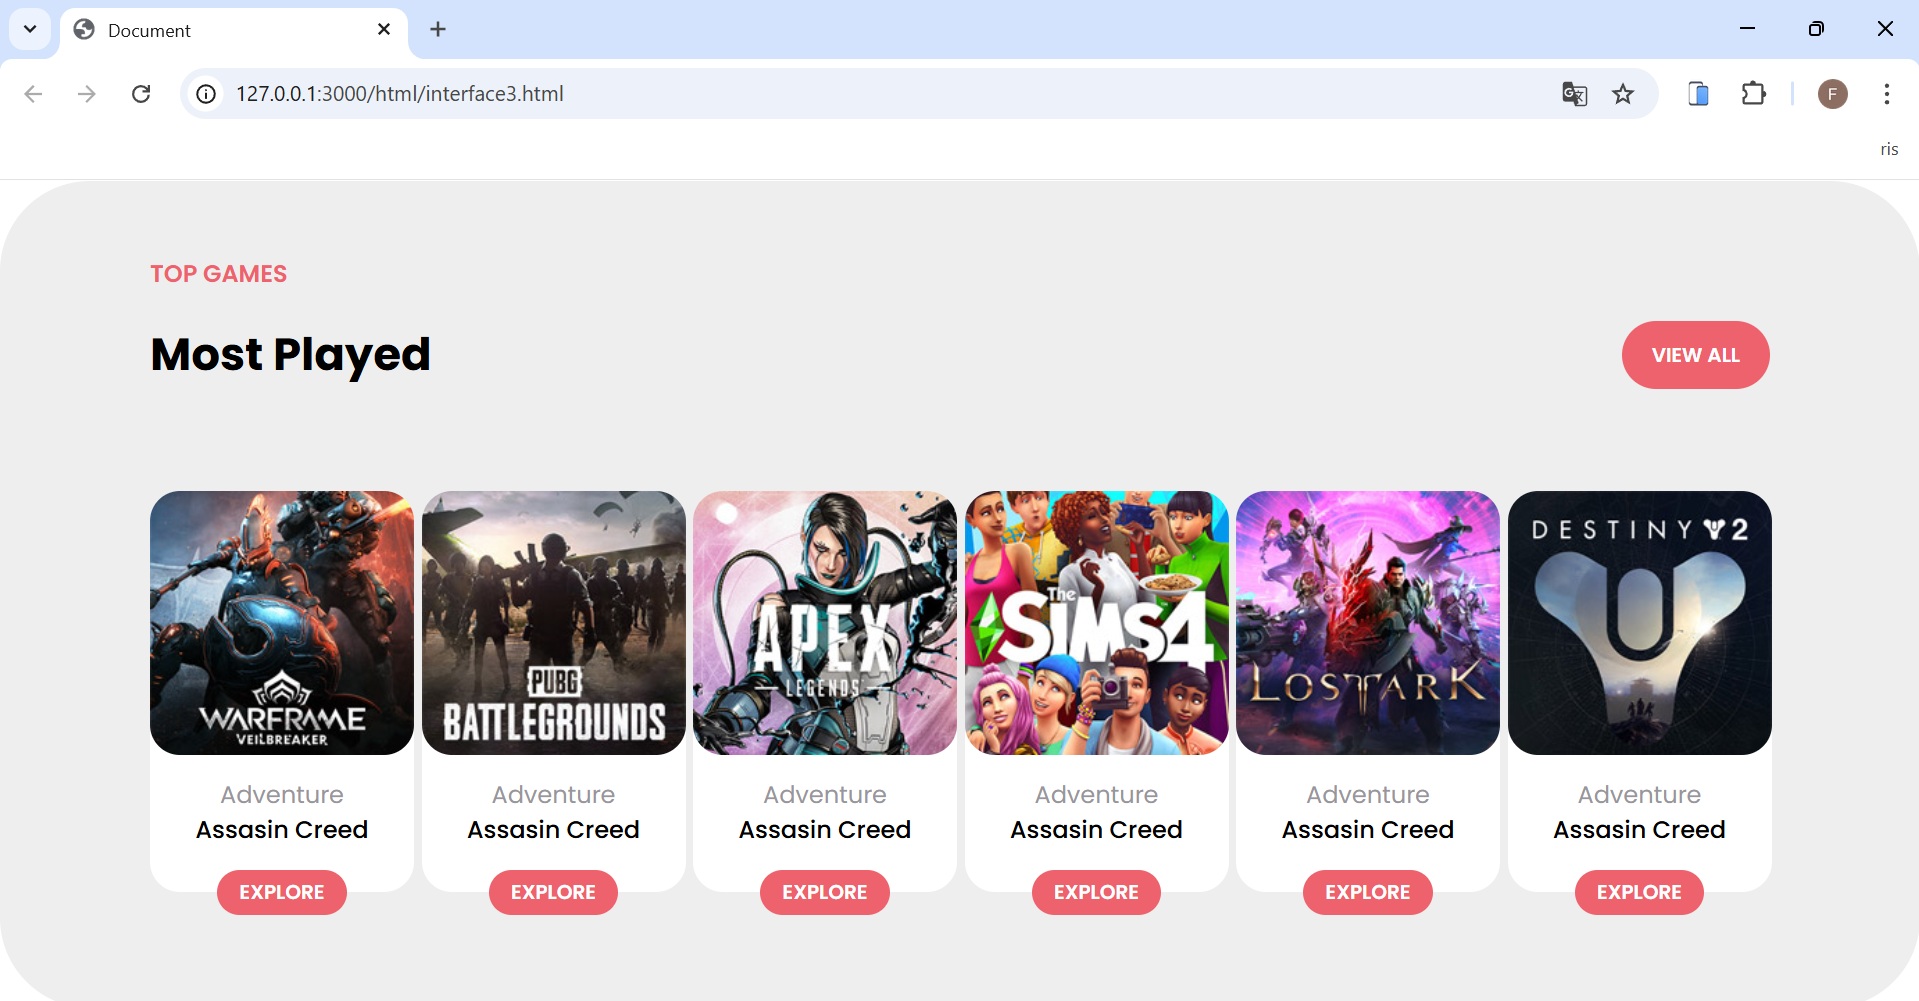 Document
127.0.0.1:3000/html/interface3.html
F
ris
TOP GAMES
Most Played
VIEW ALL
WARFRAME
VEILBREAKER
PUBG
BATTLEGROUNDS
APEX
LEGENDS
The
SIMS4
LOST ARK
DESTINY 2
Adventure Adventure Adventure Adventure Adventure Adventure
Assasin Creed Assasin Creed Assasin Creed Assasin Creed Assasin Creed Assasin Creed
EXPLORE EXPLORE EXPLORE EXPLORE EXPLORE EXPLORE